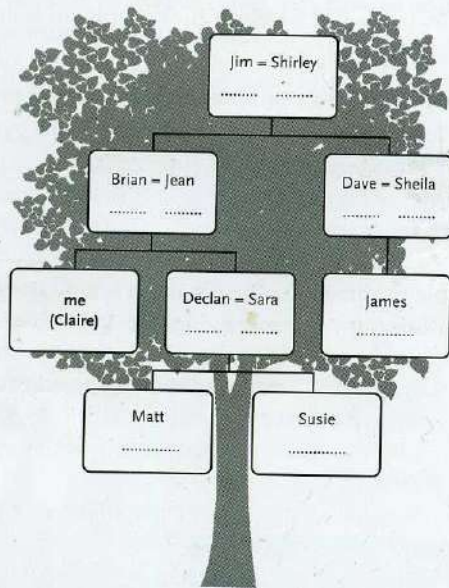 Jim = Shirley
......... .........
Brian = Jean
......... .........
Dave = Sheila
......... .........
me
(Claire)
Declan = Sara
......... .........
James
..............
Matt
..............
Susie
..............